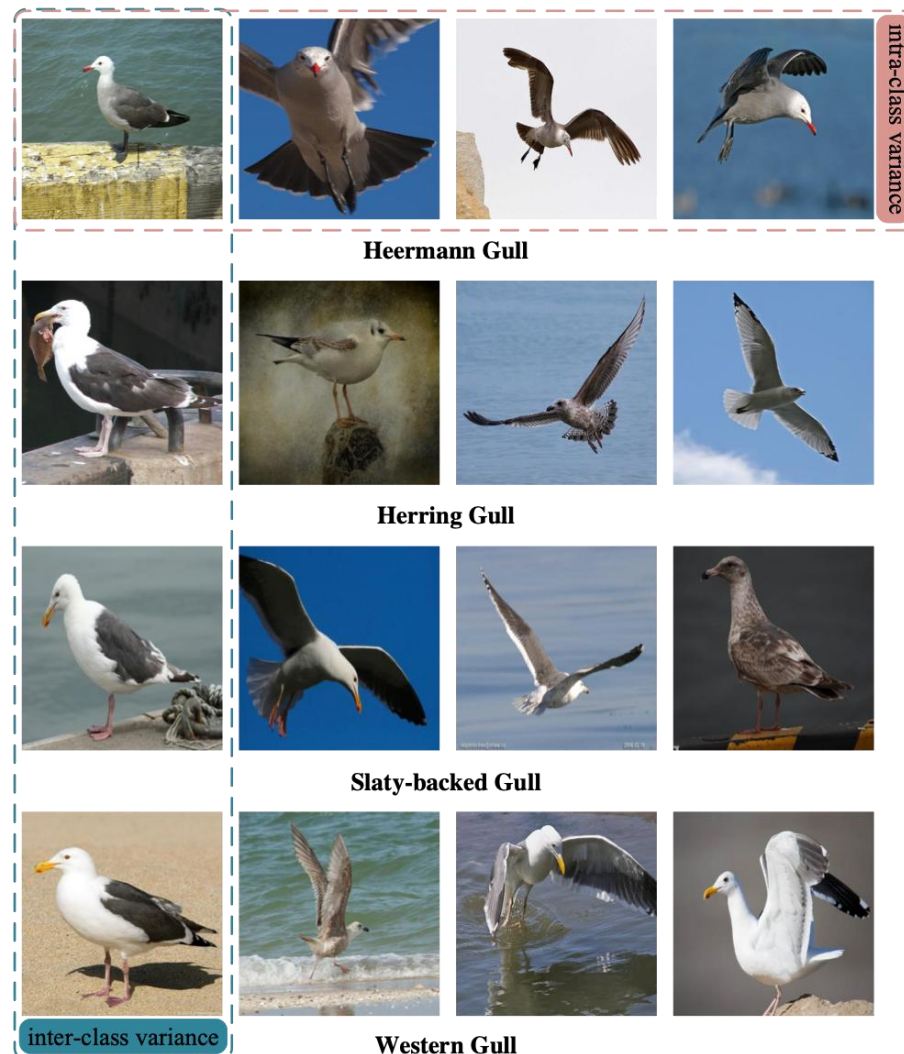 intra-class variance
Heermann Gull
Herring Gull
Slaty-backed Gull
Western Gull
inter-class variance